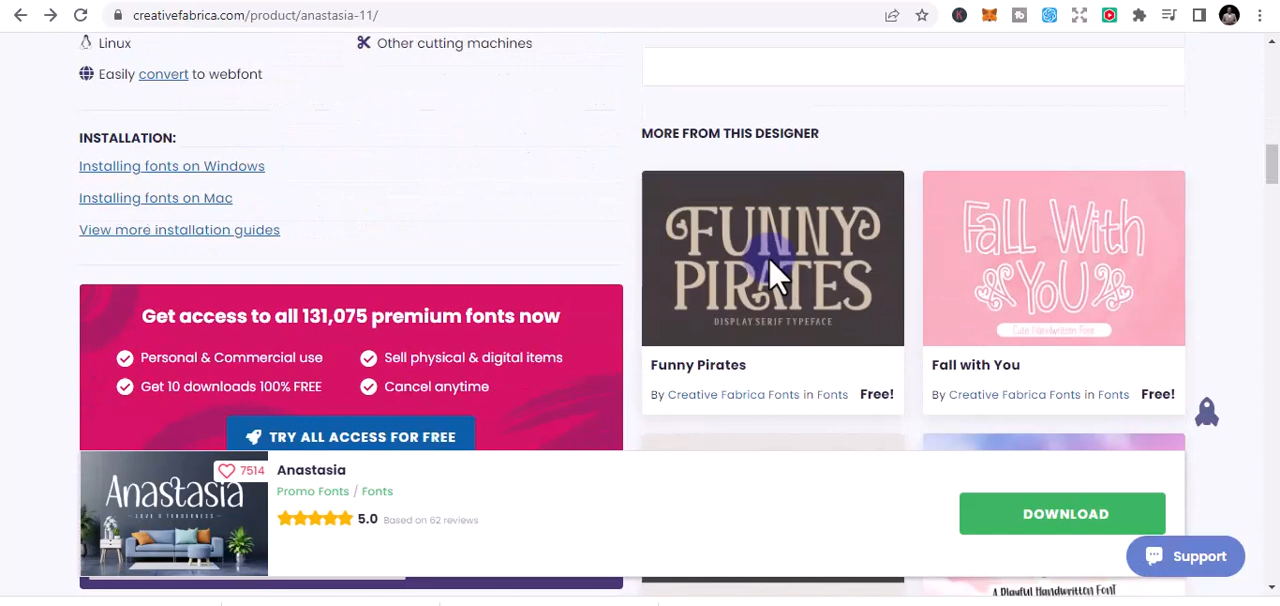 creativefabrica.com/product/anastasia-11/
Linux
Other cutting machines
Easily convert to webfont
INSTALLATION:
Installing fonts on Windows
Installing fonts on Mac
View more installation guides
Get access to all 131,075 premium fonts now
Personal & Commercial use
Sell physical & digital items
Get 10 downloads 100% FREE
Cancel anytime
TRY ALL ACCESS FOR FREE
MORE FROM THIS DESIGNER
FUNNY
PIRATES
DISPLAY SERIF TYPEFACE
Funny Pirates
By Creative Fabrica Fonts in Fonts Free!
Fall With
You
Cute Handwritten Font
Fall with You
By Creative Fabrica Fonts in Fonts Free!
7514
Anastasia
LOVE & TENDERNESS
Anastasia
Promo Fonts / Fonts
5.0 Based on 62 reviews
DOWNLOAD
Support
A Playful Handwritten Font